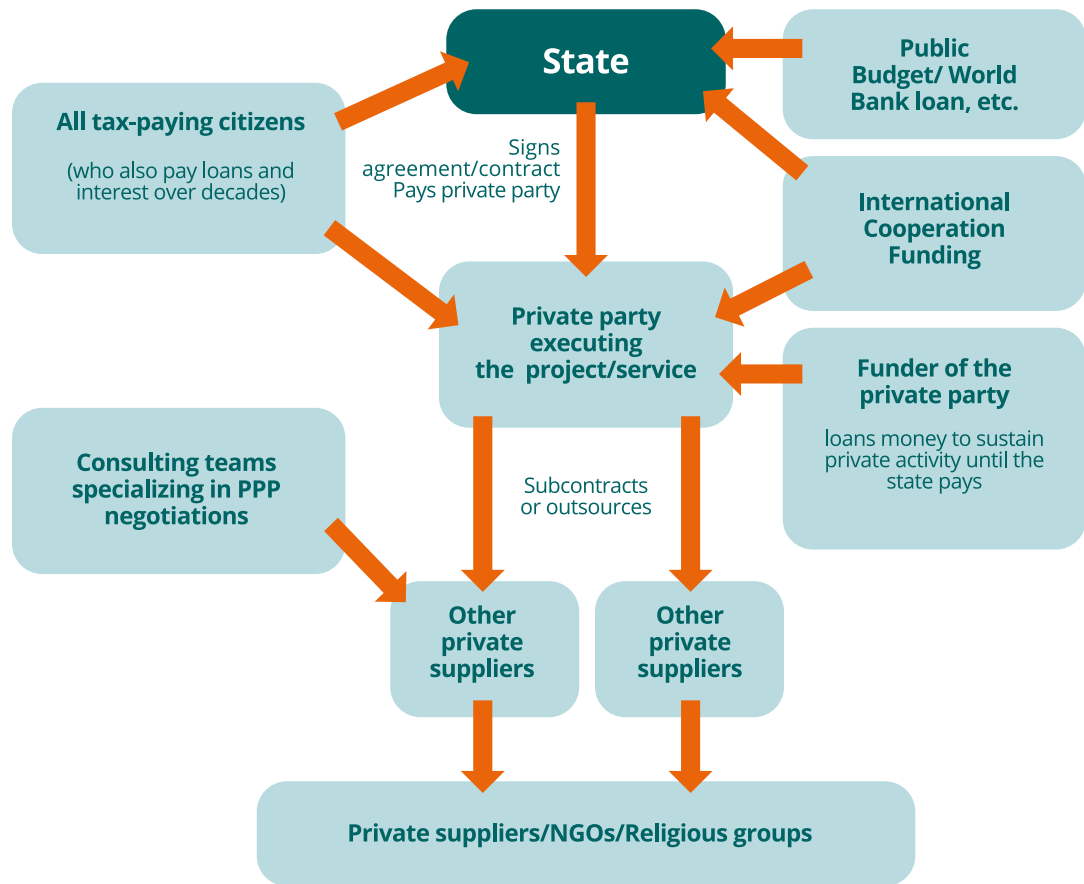 State
Public
Budget/ World
Bank loan, etc.
All tax-paying citizens
(who also pay loans and
interest over decades)
Signs
agreement/contract
Pays private party
International
Cooperation
Funding
Private party
executing
the project/service
Funder of the
private party
loans money to sustain
private activity until the
state pays
Consulting teams
specializing in PPP
negotiations
Subcontracts
or outsources
Other
private
suppliers
Other
private
suppliers
Private suppliers/NGOs/Religious groups